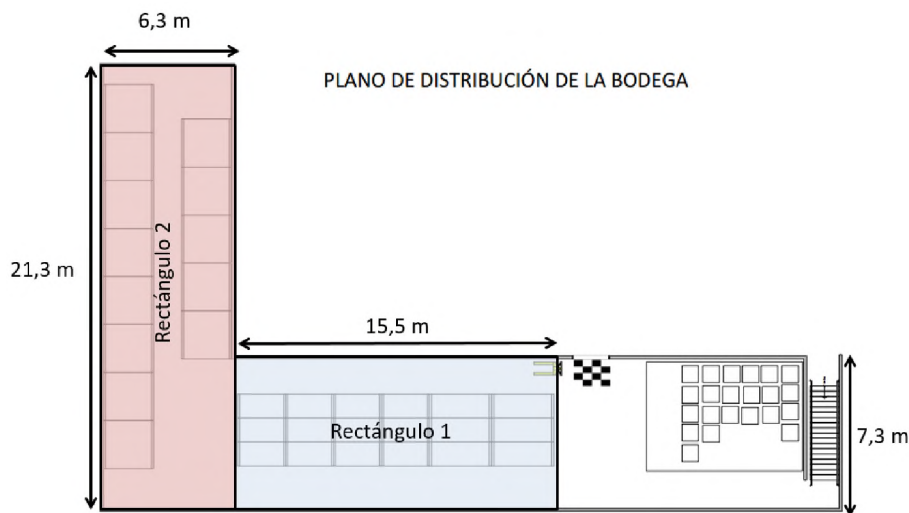 6,3 m
PLANO DE DISTRIBUCIÓN DE LA BODEGA
Rectángulo 2
21,3 m
15,5 m
Rectángulo 1
7,3 m